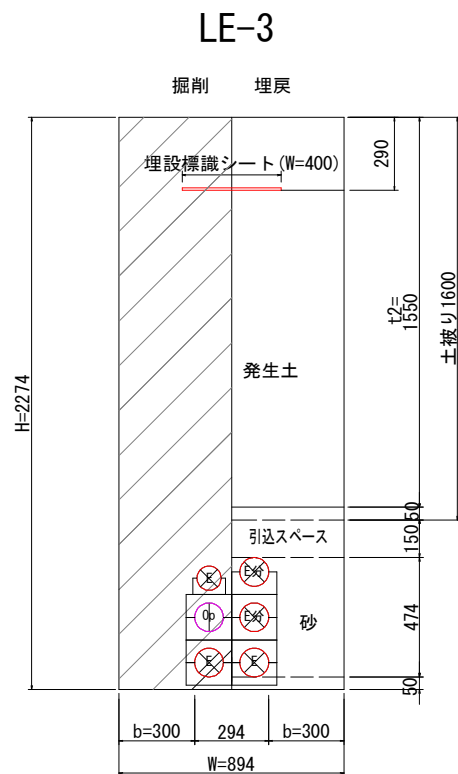 LE-3
掘削 埋戻
埋設標識シート(W=400)
290
t2=
1550
土被り1600
H=2274
発生土
50
引込スペース
150
E
E分
Op
E分
砂
474
E
E
50
b=300
294
b=300
W=894